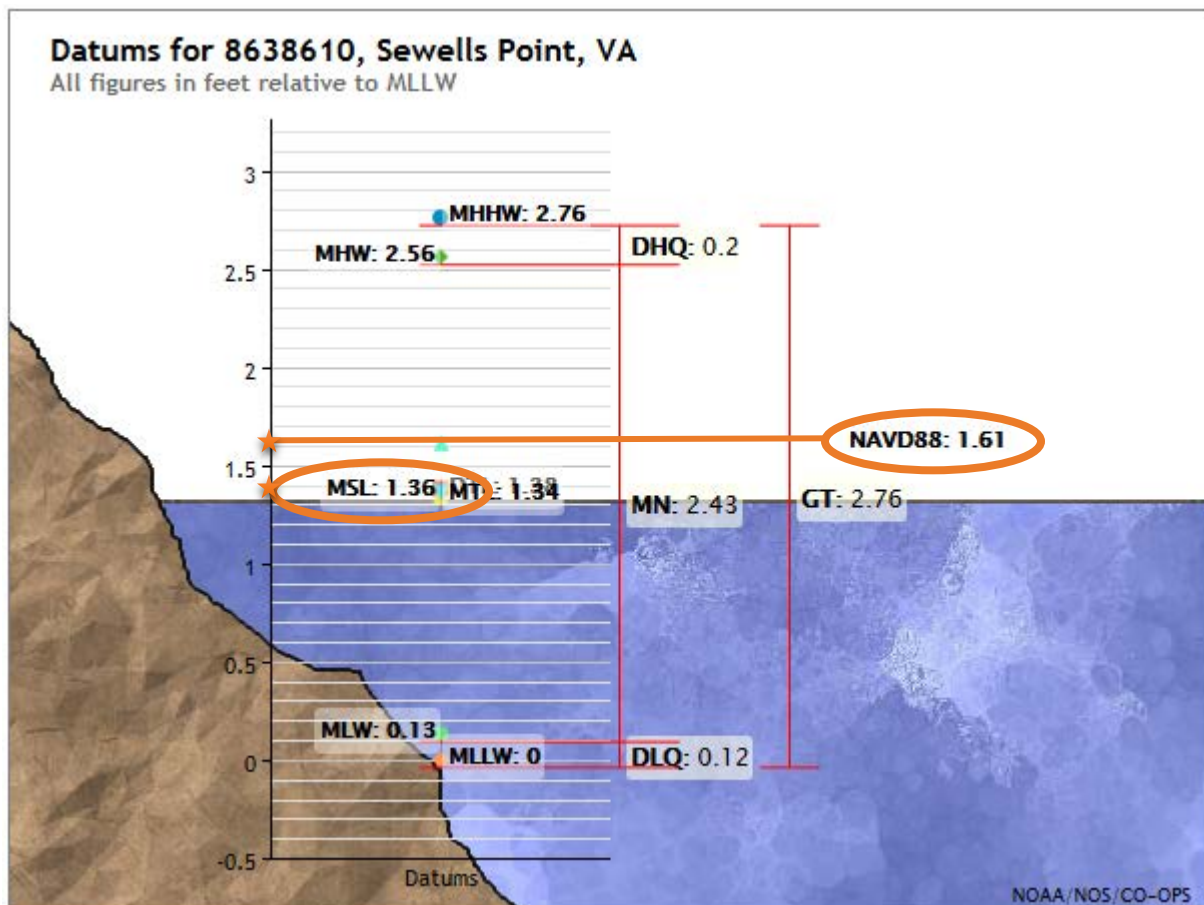 Datums for 8638610, Sewells Point, VA
All figures in feet relative to MLLW
3
MHHW: 2.76
MHW: 2.56
DHQ: 0.2
2.5
2
NAVD88: 1.61
1.5
MSL: 1.36
1.34
MN: 2.43
GT: 2.76
1
0.5
MLW: 0.13
0
MLLW: 0
DLQ: 0.12
-0.5
Datums
NOAA/NOS/CO-OPS